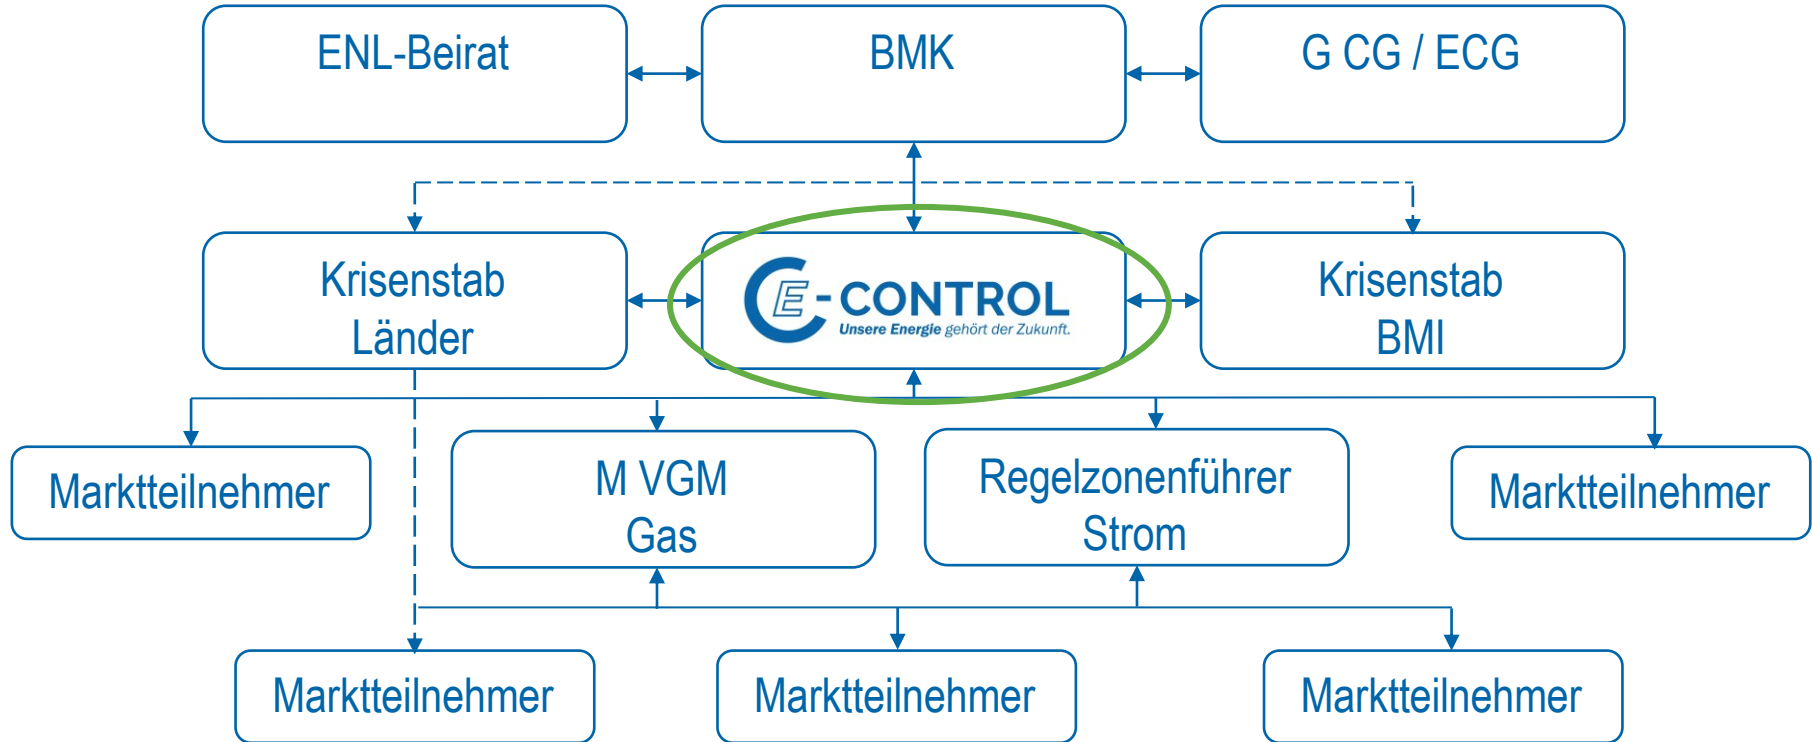 ENL-Beirat
BMK
G CG / ECG
Krisenstab
Länder
E-CONTROL
Unsere Energie gehört der Zukunft.
Krisenstab
BMI
Marktteilnehmer
M VGM
Gas
Regelzonenführer
Strom
Marktteilnehmer
Marktteilnehmer
Marktteilnehmer
Marktteilnehmer